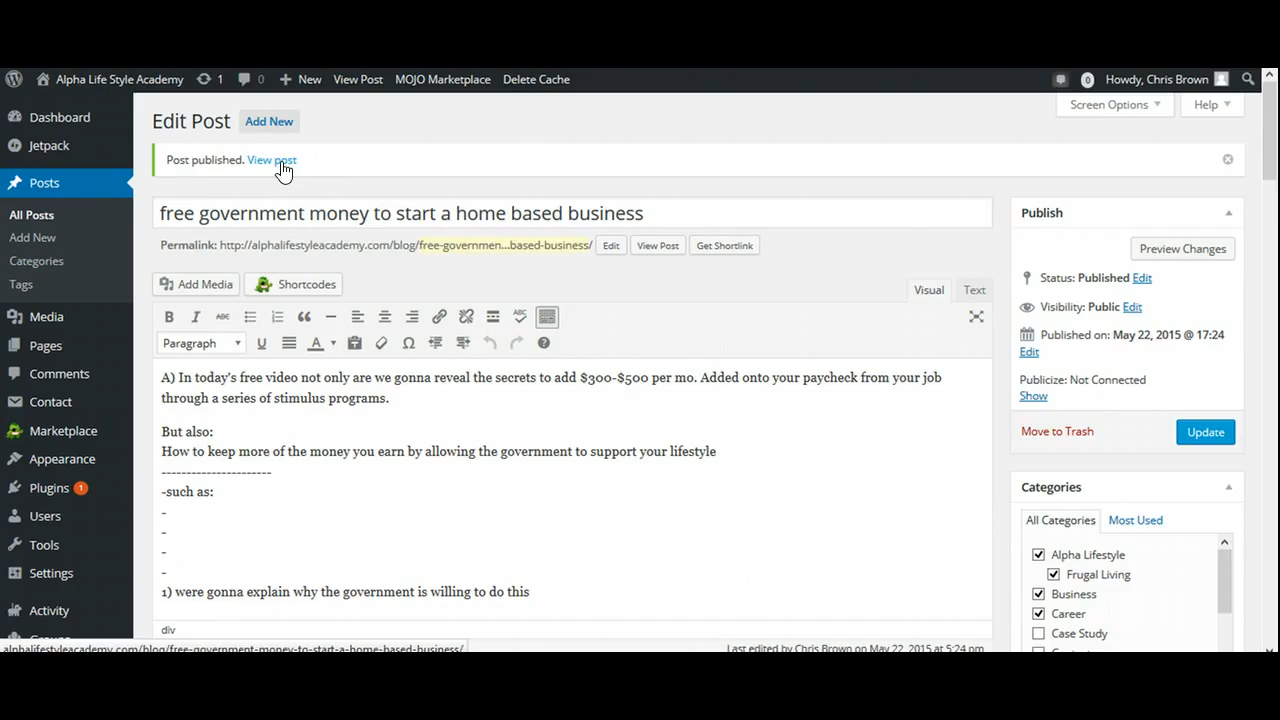 Alpha Life Style Academy 1 0 New View Post MOJO Marketplace Delete Cache 0 Howdy, Chris Brown
Dashboard
Jetpack
Posts
All Posts
Add New
Categories
Tags
Media
Pages
Comments
Contact
Marketplace
Appearance
Plugins 1
Users
Tools
Settings
Activity
Screen Options Help
Edit Post Add New
Post published. View post
free government money to start a home based business
Permalink: http://alphalifestyleacademy.com/blog/free-governmen...based-business/ Edit View Post Get Shortlink
Add Media Shortcodes
Visual Text
B I ABC ABC
Paragraph U A Ω
A) In today's free video not only are we gonna reveal the secrets to add $300-$500 per mo. Added onto your paycheck from your job
through a series of stimulus programs.
But also:
How to keep more of the money you earn by allowing the government to support your lifestyle
----------------------
-such as:
-
-
-
-
1) were gonna explain why the government is willing to do this
div
Last edited by Chris Brown on May 22, 2015 at 5:24 pm
alphalifestyleacademy.com/blog/free-government-money-to-start-a-home-based-business/
Publish
Preview Changes
Status: Published Edit
Visibility: Public Edit
Published on: May 22, 2015 @ 17:24
Edit
Publicize: Not Connected
Show
Move to Trash Update
Categories
All Categories Most Used
Alpha Lifestyle
Frugal Living
Business
Career
Case Study